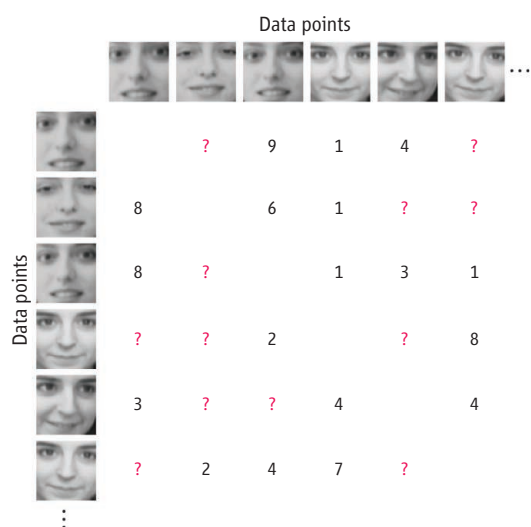 Data points
...
? 9 1 4 ?
8 6 1 ? ?
8 ? 1 3 1
? ? 2 ? 8
3 ? ? 4 4
? 2 4 7 ?
Data points
...